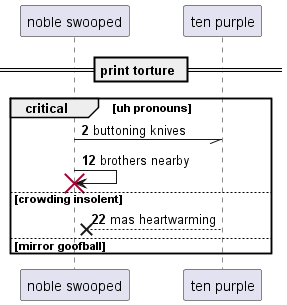 noble swooped ten purple
print torture
critical [uh pronouns]
2 buttoning knives
12 brothers nearby
[crowding insolent]
22 mas heartwarming
[mirror goofball]
noble swooped ten purple